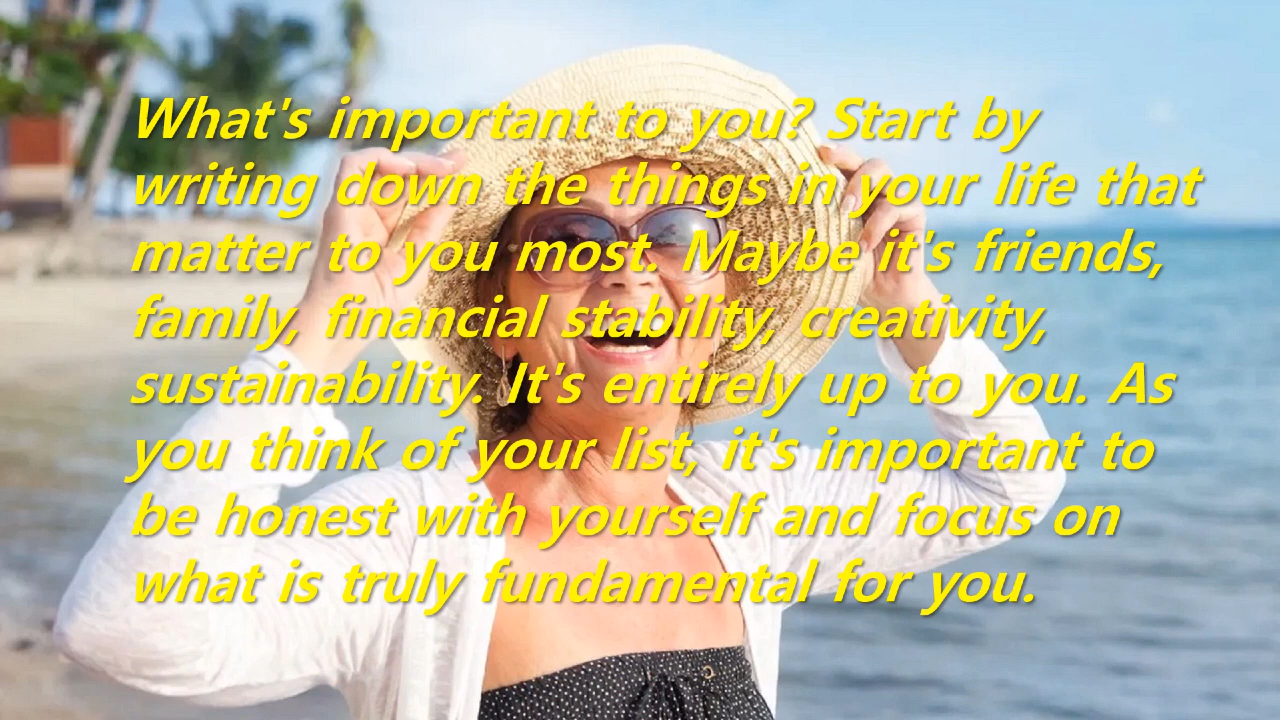 What's important to you? Start by
writing down the things in your life that
matter to you most. Maybe it's friends,
family, financial stability, creativity,
sustainability. It's entirely up to you. As
you think of your list, it's important to
be honest with yourself and focus on
what is truly fundamental for you.